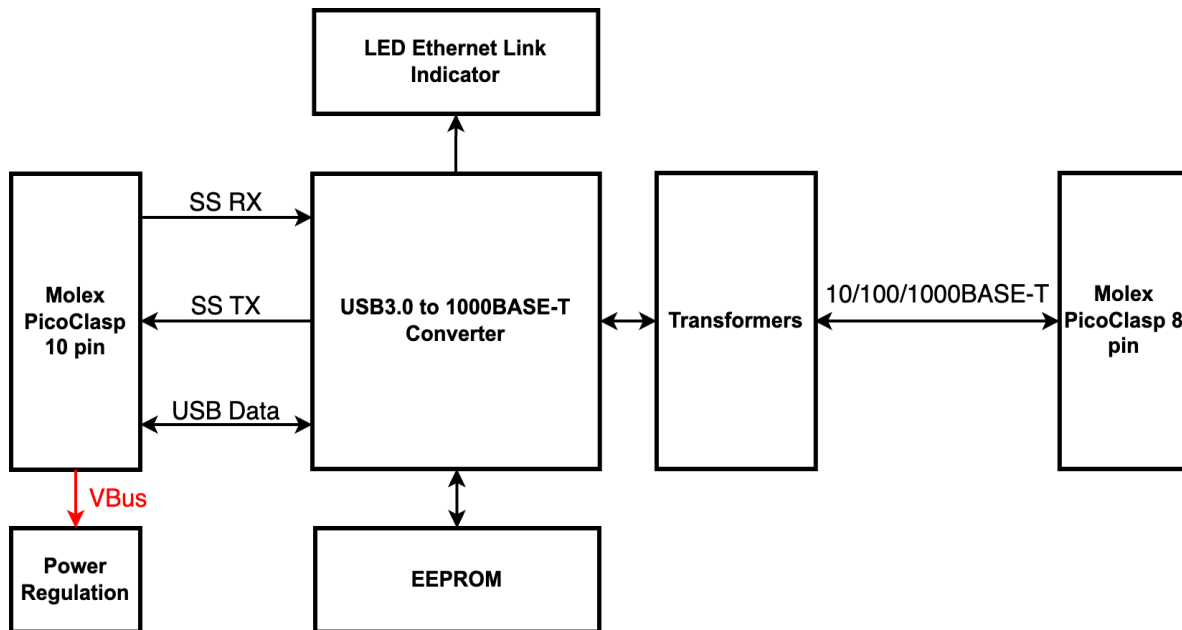 LED Ethernet Link
Indicator
SS RX
SS TX
USB Data
Molex
PicoClasp
10 pin
USB3.0 to 1000BASE-T
Converter
Transformers
10/100/1000BASE-T
Molex
PicoClasp 8
pin
VBus
Power
Regulation
EEPROM